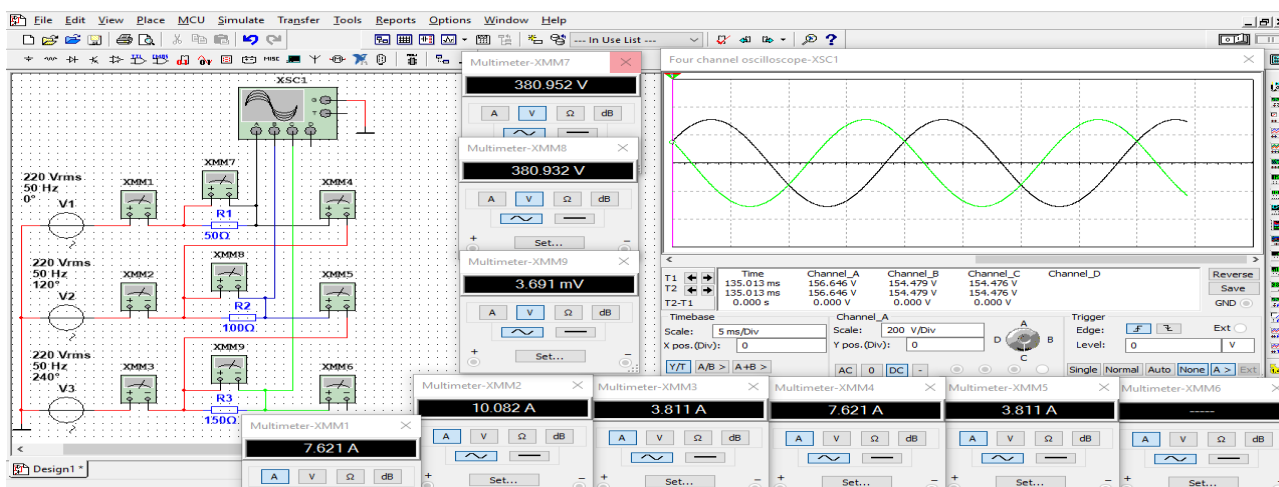 File Edit View Place MCU Simulate Transfer Tools Reports Options Window Help
--- In Use List ---
XSC1
G
T
A B C D
XMM7
220 Vrms
50 Hz
0°
V1
XMM1
XMM4
R1
50Ω
XMM8
220 Vrms
50 Hz
120°
V2
XMM2
XMM5
R2
100Ω
XMM9
220 Vrms
50 Hz
240°
V3
XMM3
XMM6
R3
150Ω
Design1 *
Multimeter-XMM7
380.952 V
A V Ω dB
Multimeter-XMM8
380.932 V
A V Ω dB
+ Set... −
Multimeter-XMM9
3.691 mV
A V Ω dB
+ Set... −
Four channel oscilloscope-XSC1
Time Channel_A Channel_B Channel_C Channel_D
T1 135.013 ms 156.646 V 154.479 V 154.476 V
T2 135.013 ms 156.646 V 154.479 V 154.476 V
T2-T1 0.000 s 0.000 V 0.000 V 0.000 V
Reverse
Save
GND
Timebase
Scale: 5 ms/Div
X pos.(Div): 0
Y/T A/B > A+B >
Channel_A
Scale: 200 V/Div
Y pos.(Div): 0
AC 0 DC -
A
B
C
D
Trigger
Edge: Ext
Level: 0 V
Single Normal Auto None A > Ext
Multimeter-XMM1
7.621 A
A V Ω dB
Multimeter-XMM2
10.082 A
A V Ω dB
+ Set... −
Multimeter-XMM3
3.811 A
A V Ω dB
+ Set... −
Multimeter-XMM4
7.621 A
A V Ω dB
+ Set... −
Multimeter-XMM5
3.811 A
A V Ω dB
+ Set... −
Multimeter-XMM6
-----
A V Ω dB
+ Set... −